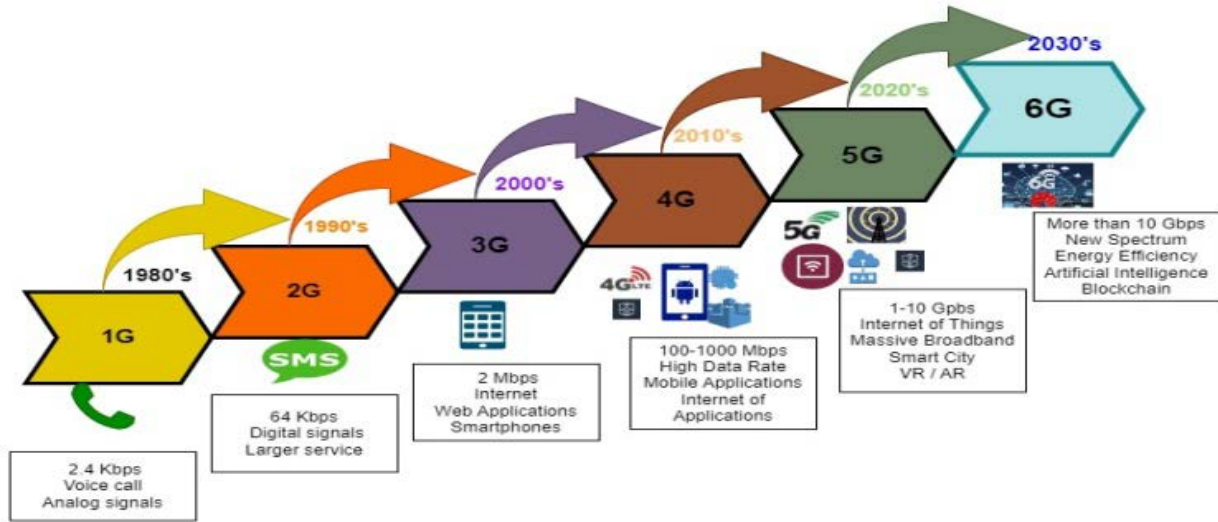 1980's
1G
2.4 Kbps
Voice call
Analog signals
1990's
2G
SMS
64 Kbps
Digital signals
Larger service
2000's
3G
2 Mbps
Internet
Web Applications
Smartphones
2010's
4G
4G LTE
100-1000 Mbps
High Data Rate
Mobile Applications
Internet of
Applications
2020's
5G
5G
1-10 Gpbs
Internet of Things
Massive Broadband
Smart City
VR / AR
2030's
6G
6G
More than 10 Gbps
New Spectrum
Energy Efficiency
Artificial Intelligence
Blockchain